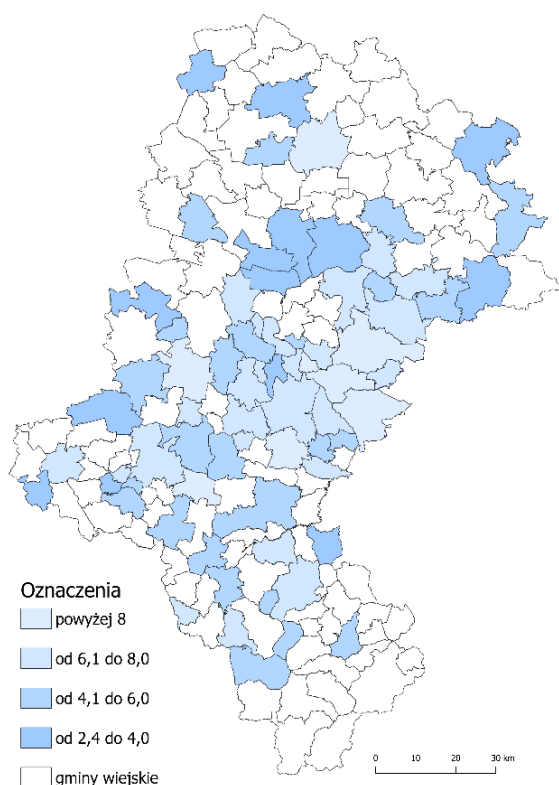 Oznaczenia
powyżej 8
od 6,1 do 8,0
od 4,1 do 6,0
od 2,4 do 4,0
gminy wiejskie
0 10 20 30 km